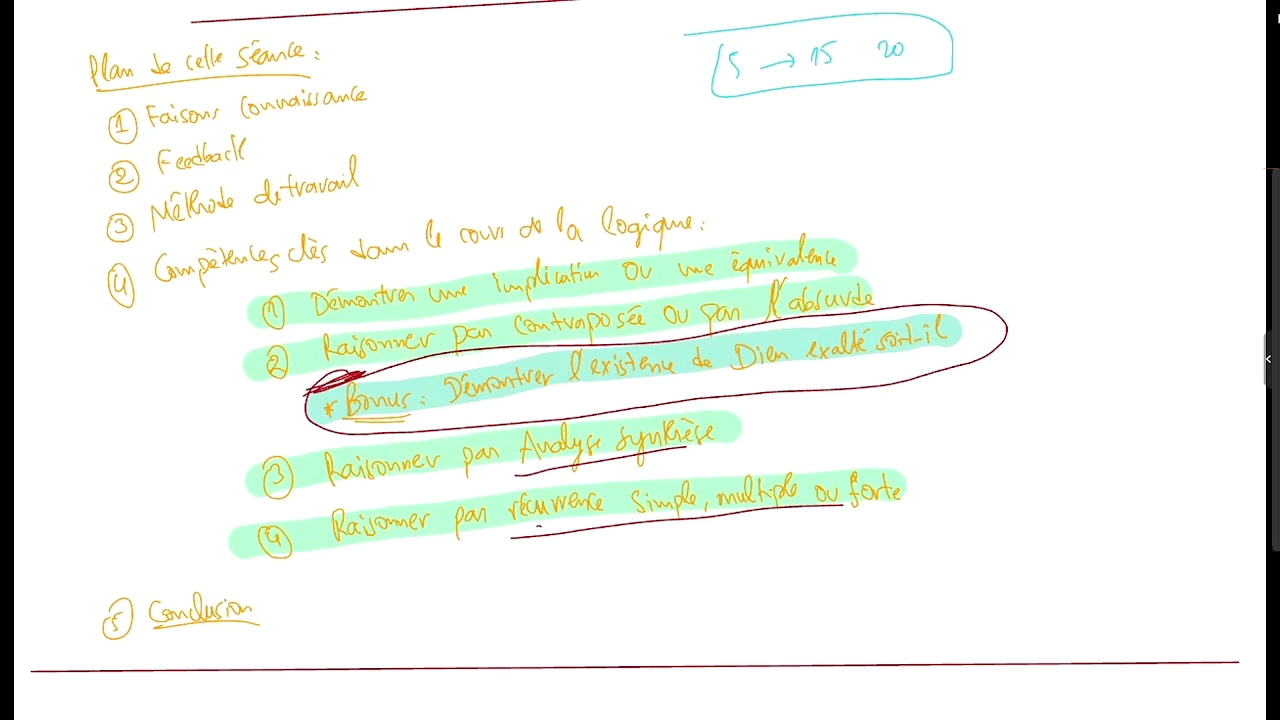 Plan de cette séance :
5 → 15 20
① Faisons connaissance
② Feedback
③ Méthode de travail
④ Compétences clès dans le cours de la logique :
① Démontrer une implication ou une équivalence
② Raisonner par contraposée ou par l'absurde
* Bonus : Démontrer l'existence de Dieu exalté soit-il
③ Raisonner par Analyse synthèse
④ Raisonner par récurrence simple, multiple ou forte
⑤ Conclusion